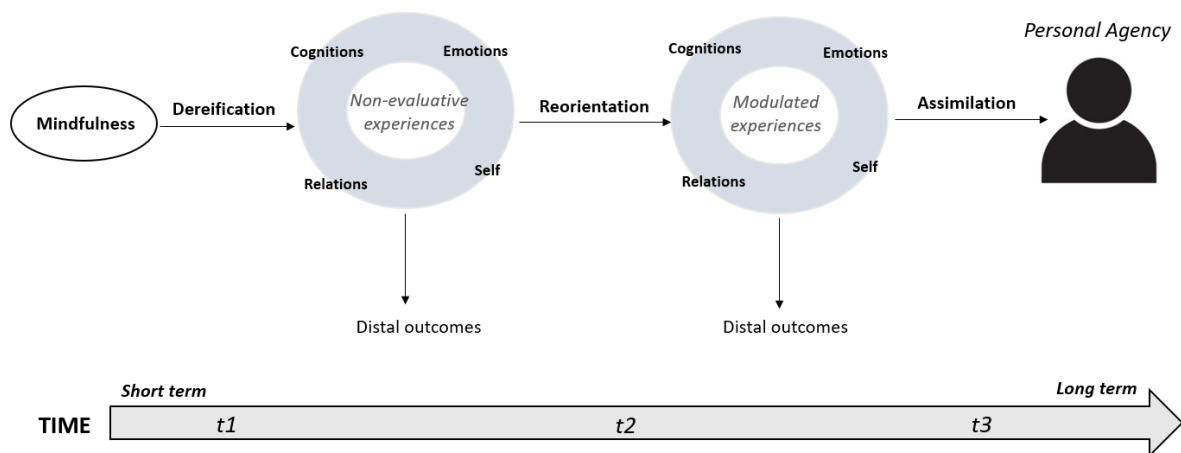 Personal Agency
Cognitions
Emotions
Cognitions
Emotions
Mindfulness
Dereification
Non-evaluative
experiences
Reorientation
Modulated
experiences
Assimilation
Relations
Self
Relations
Self
Distal outcomes
Distal outcomes
Short term
Long term
TIME
t1
t2
t3